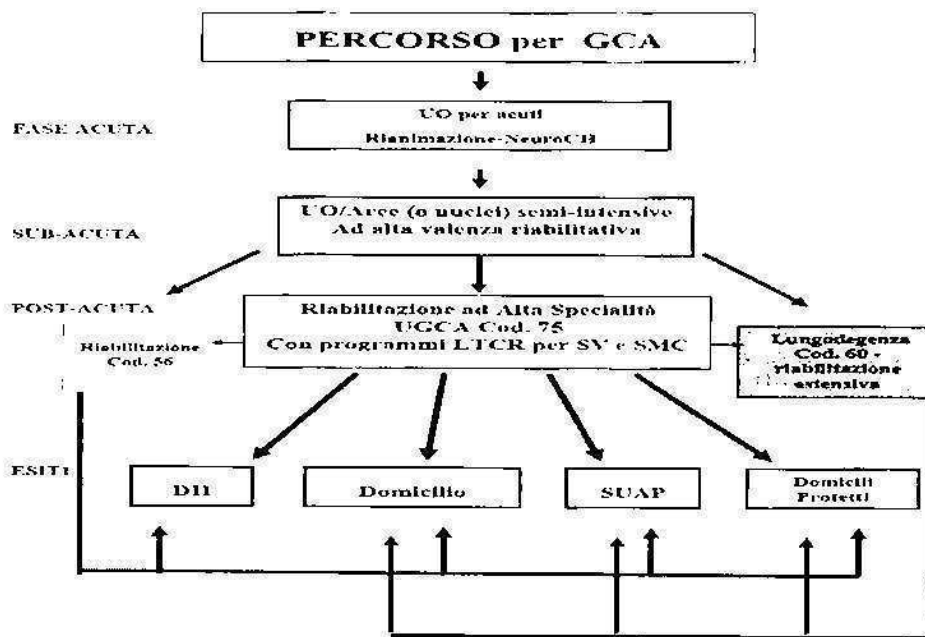 PERCORSO per GCA
FASE ACUTA
UO per acuti
Rianimazione-NeuroCH
SUB-ACUTA
UO/Aree (o nuclei) semi-intensive
Ad alta valenza riabilitativa
POST-ACUTA
Riabilitazione
Cod. 56
Riabilitazione ad Alta Specialità
UGCA Cod. 75
Con programmi LTCR per SV e SMC
Lungodegenza
Cod. 60 -
riabilitazione
estensiva
ESITI
DH
Domicilio
SUAP
Domicili
Protetti